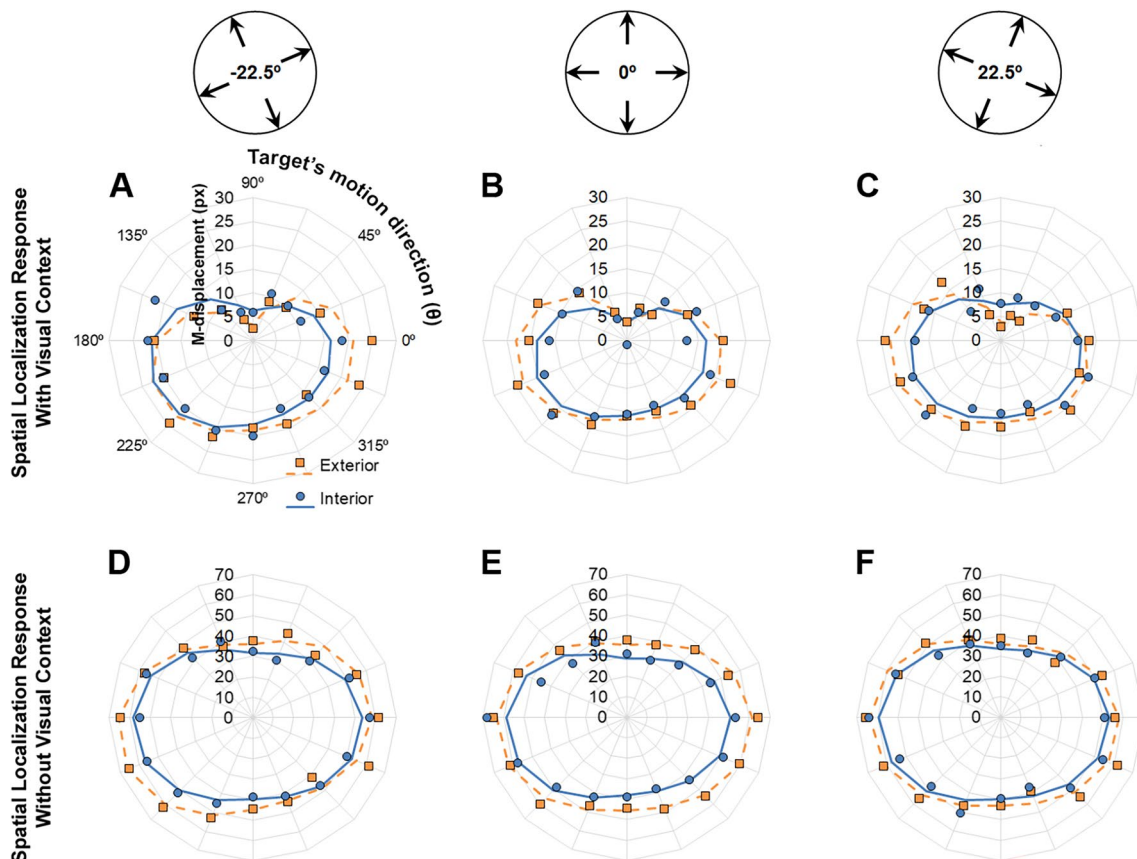 -22.5º
0º
22.5º
Target's motion direction (θ)
Spatial Localization Response
With Visual Context
A
M-displacement (px)
90º
135º
45º
180º
0º
225º
315º
270º
30
25
20
15
10
5
0
Exterior
Interior
B
30
25
20
15
10
5
0
C
30
25
20
15
10
5
0
Spatial Localization Response
Without Visual Context
D
70
60
50
40
30
20
10
0
E
70
60
50
40
30
20
10
0
F
70
60
50
40
30
20
10
0